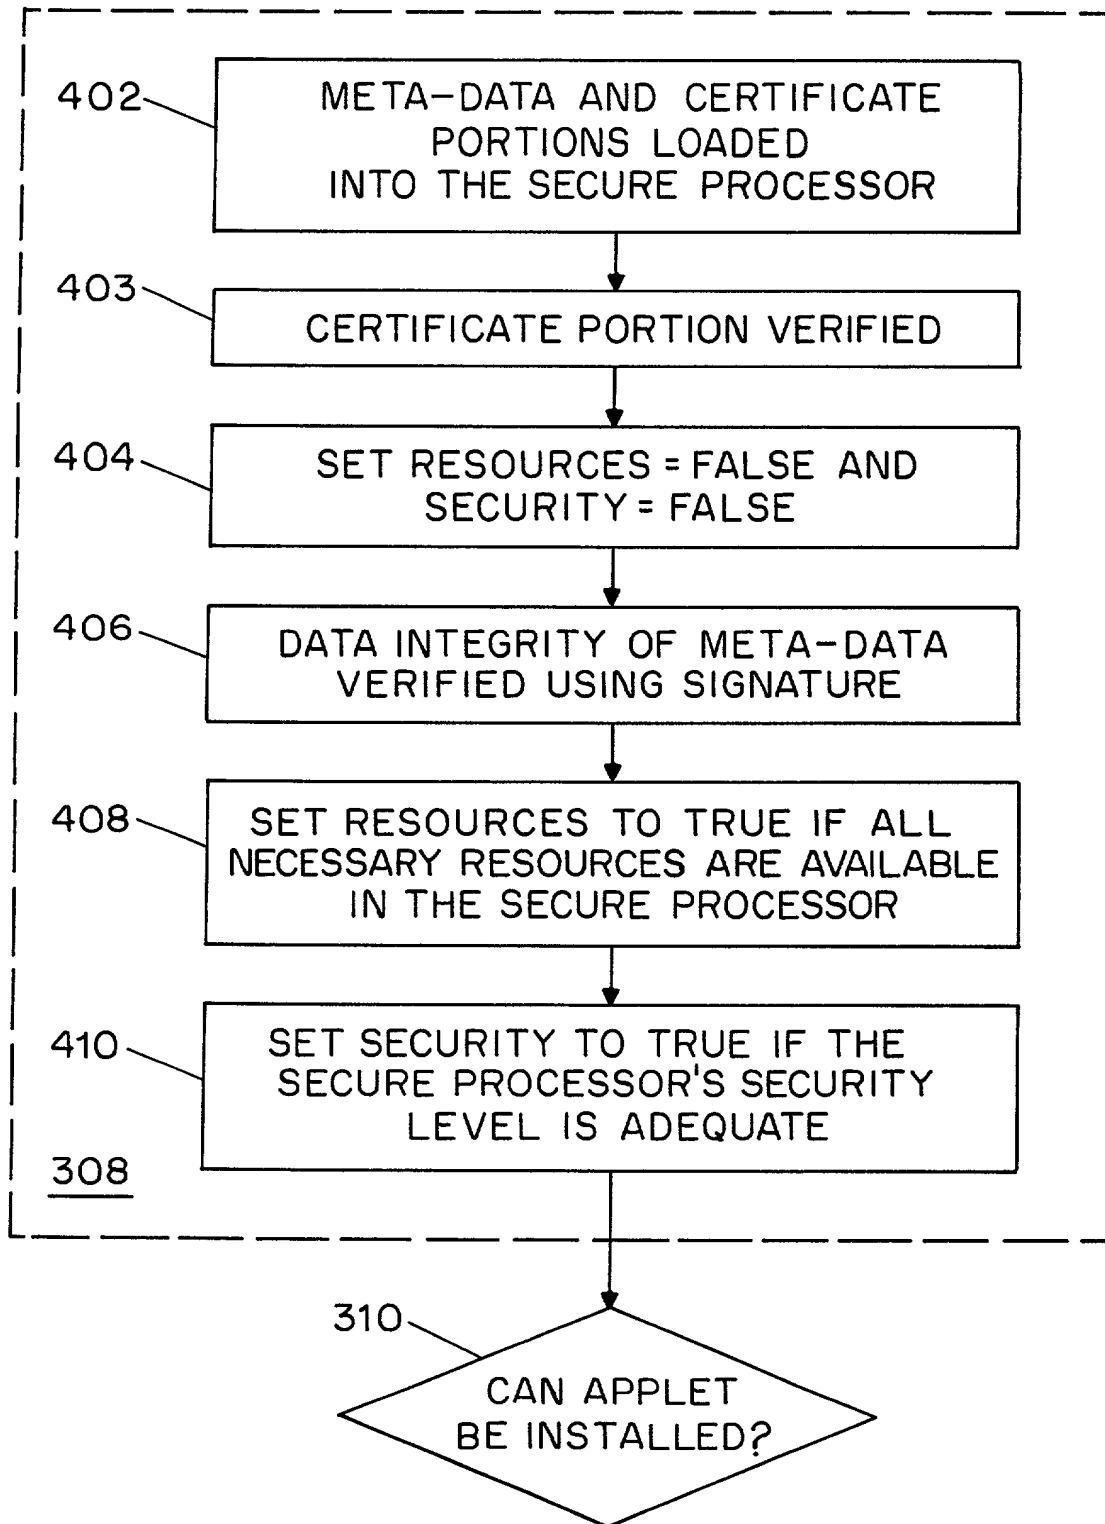 402
META-DATA AND CERTIFICATE
PORTIONS LOADED
INTO THE SECURE PROCESSOR
403
CERTIFICATE PORTION VERIFIED
404
SET RESOURCES = FALSE AND
SECURITY = FALSE
406
DATA INTEGRITY OF META-DATA
VERIFIED USING SIGNATURE
408
SET RESOURCES TO TRUE IF ALL
NECESSARY RESOURCES ARE AVAILABLE
IN THE SECURE PROCESSOR
410
SET SECURITY TO TRUE IF THE
SECURE PROCESSOR'S SECURITY
LEVEL IS ADEQUATE
308
310
CAN APPLET
BE INSTALLED?